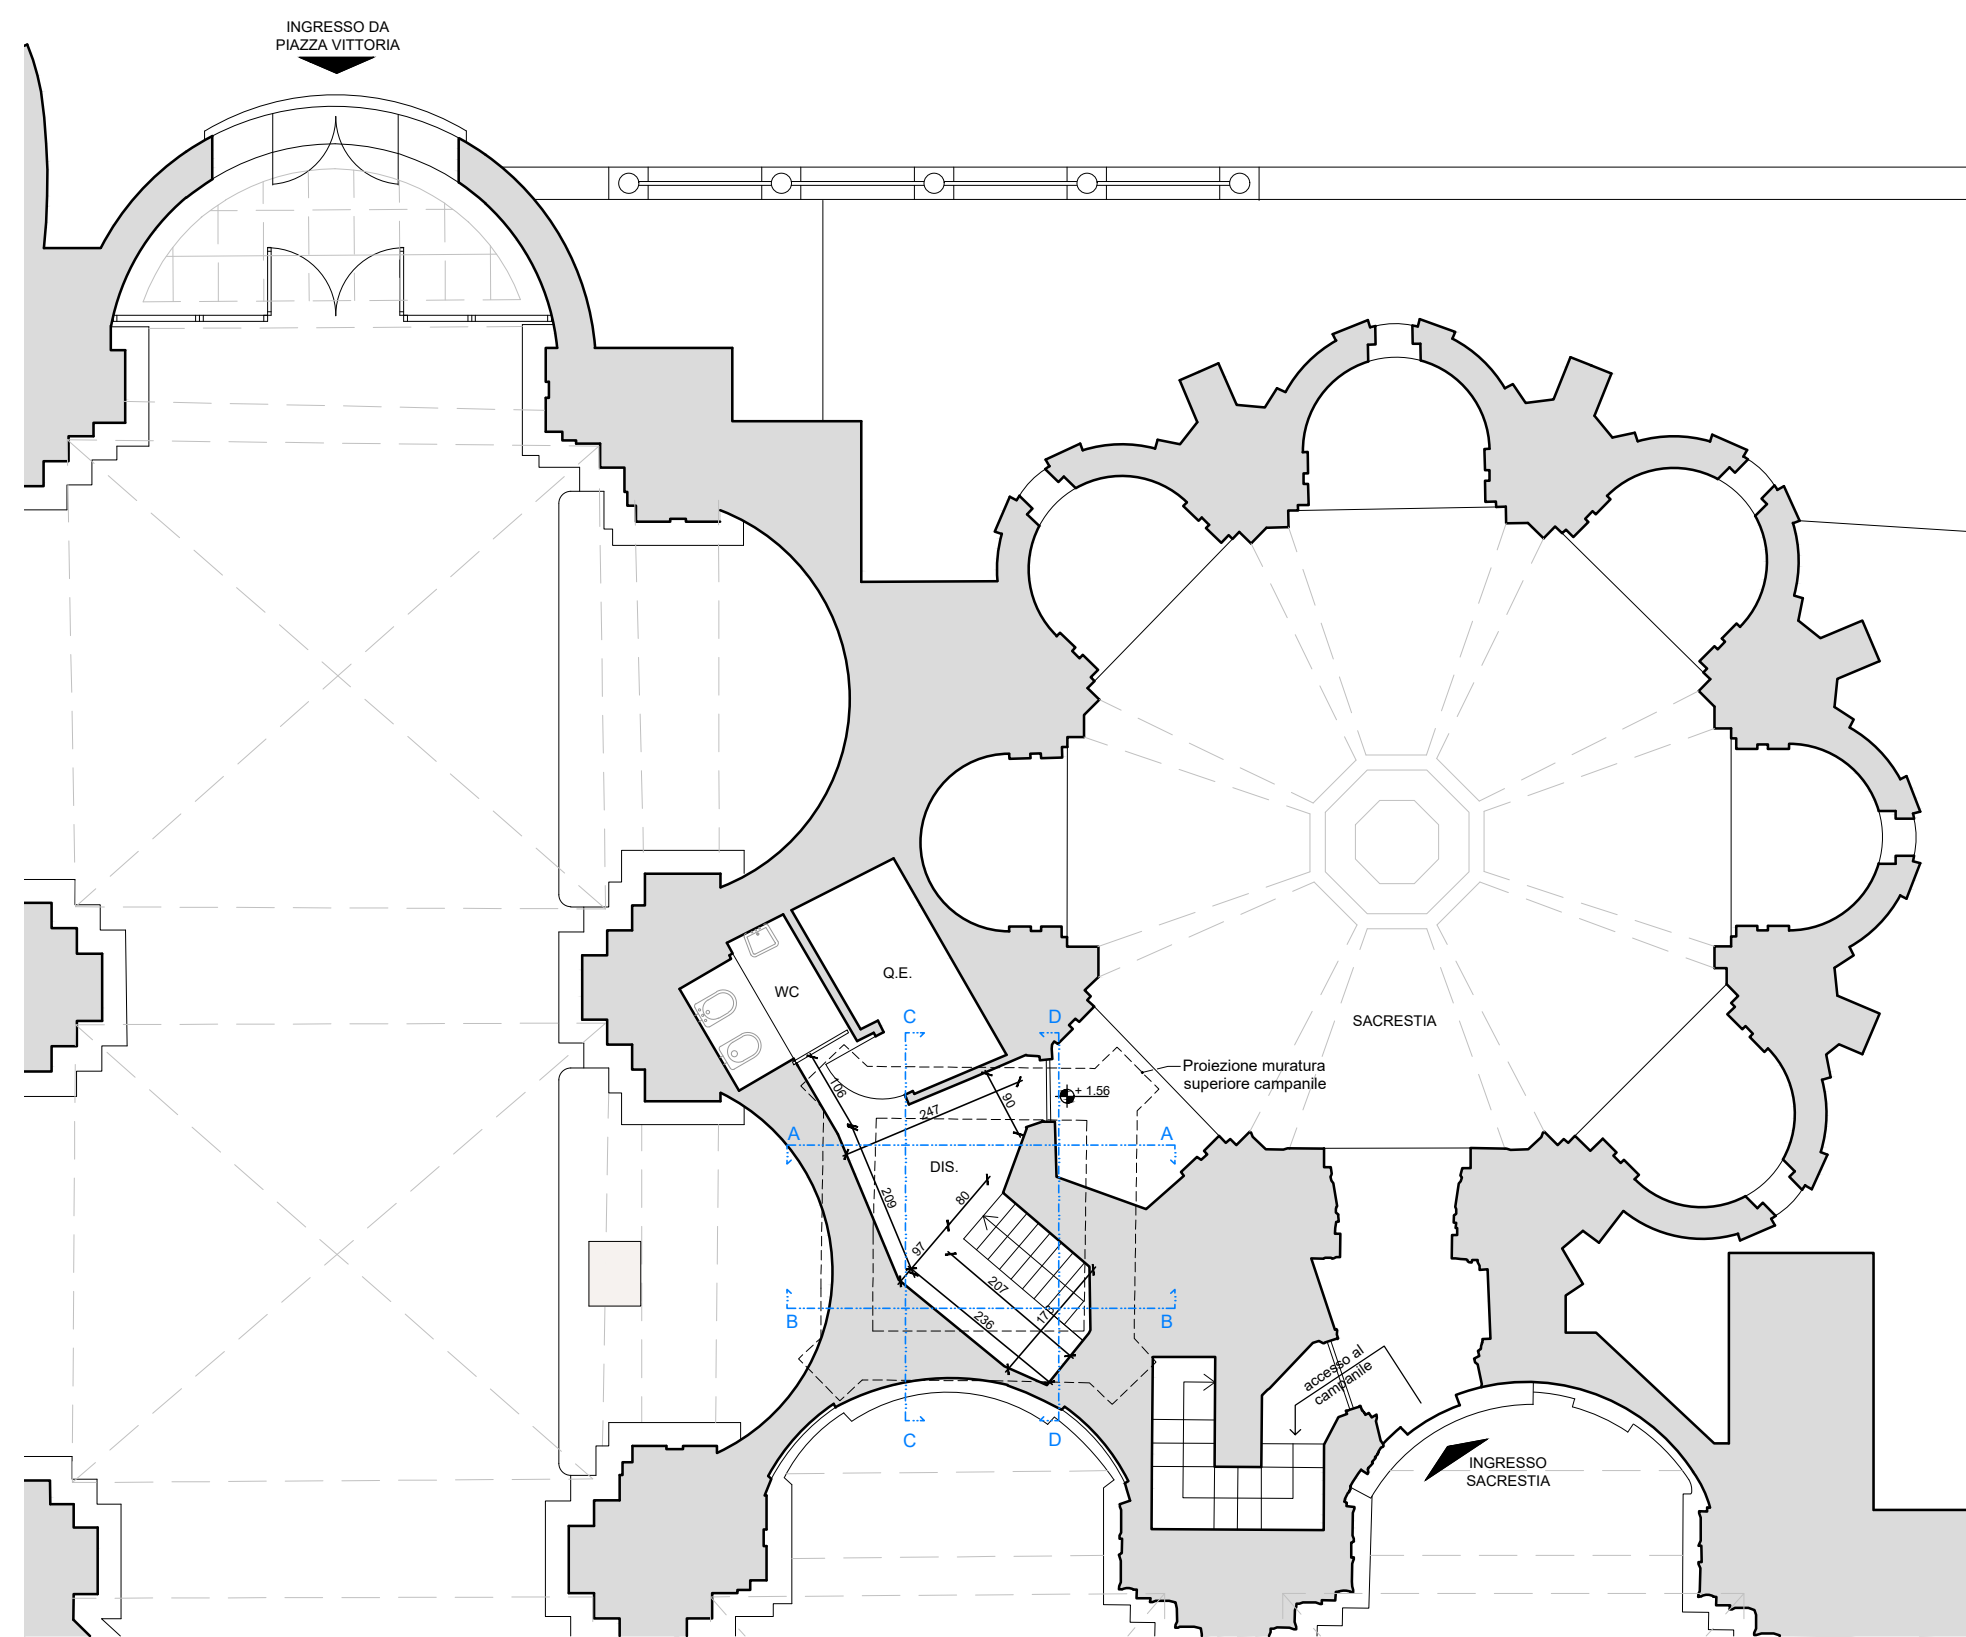 INGRESSO DA
PIAZZA VITTORIA
Q.E.
WC
C
D
SACRESTIA
Proiezione muratura
superiore campanile
+ 1.56
106
247
90
A
A
DIS.
209
80
97
207
236
B
B
accesso al
campanile
C
D
INGRESSO
SACRESTIA